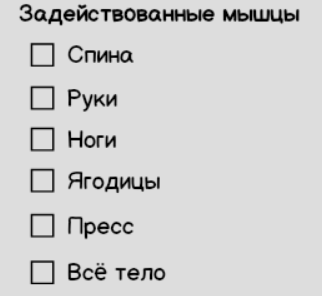 Задействованные мышцы
Спина
Руки
Ноги
Ягодицы
Пресс
Всё тело